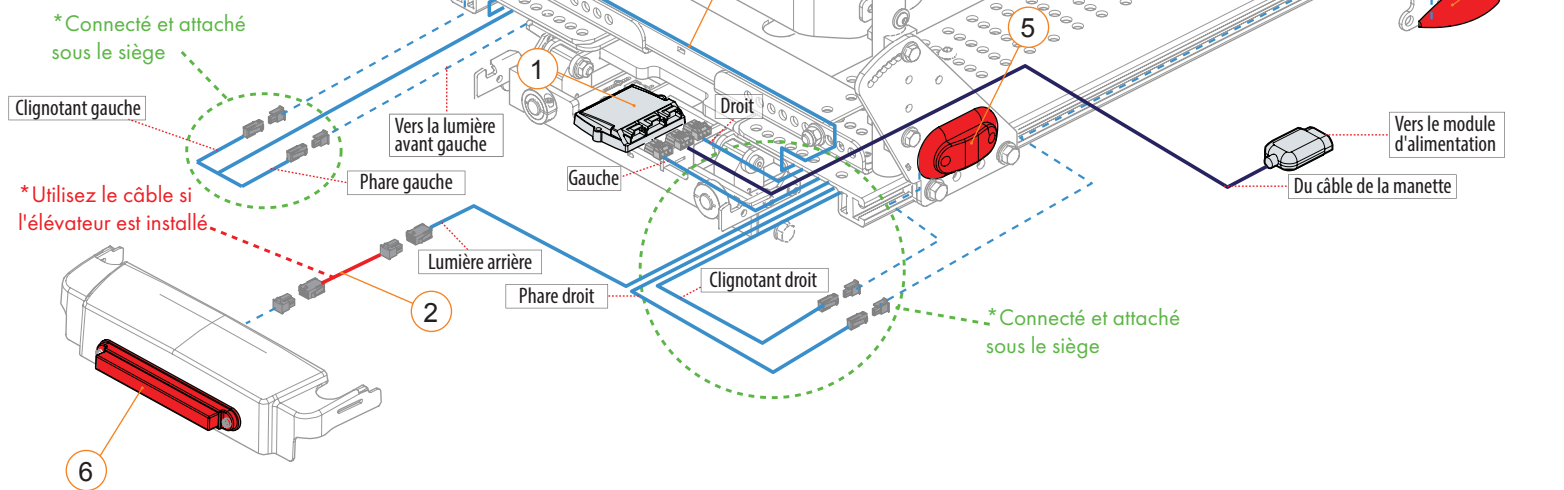 *Connecté et attaché
sous le siège
5
1
Clignotant gauche
Droit
Vers la lumière
avant gauche
Vers le module
d'alimentation
Gauche
Phare gauche
Du câble de la manette
*Utilisez le câble si
l'élévateur est installé
Lumière arrière
Clignotant droit
Phare droit
2
*Connecté et attaché
sous le siège
6